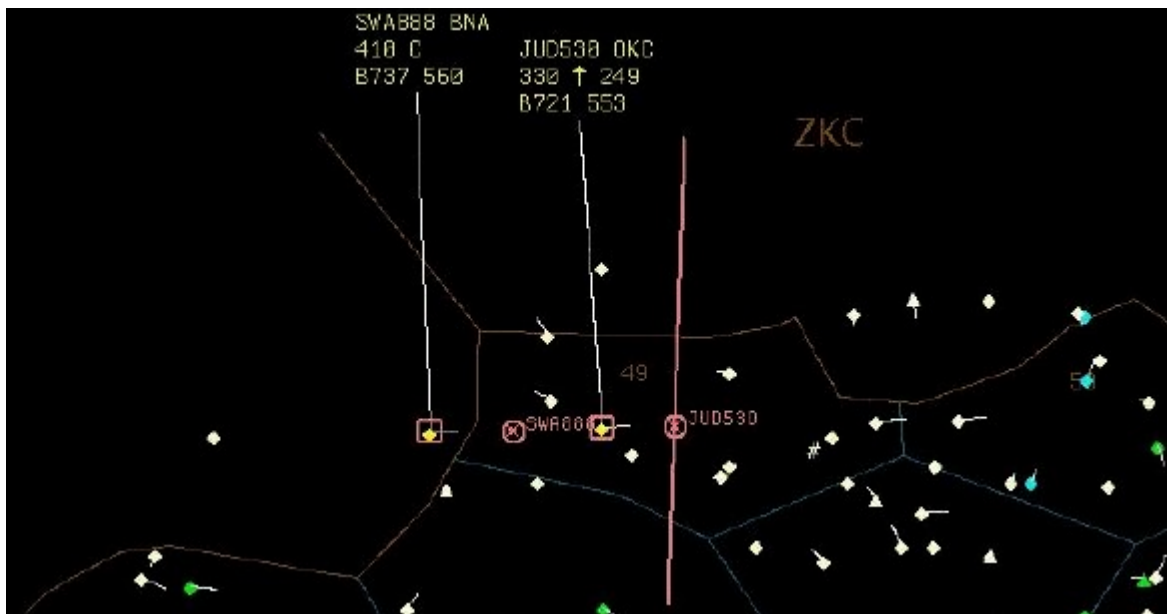 SWA888 BNA
410 C
B737 560
JUD530 OKC
330 ↑ 249
B721 553
ZKC
49
SWA888
JUD530
#